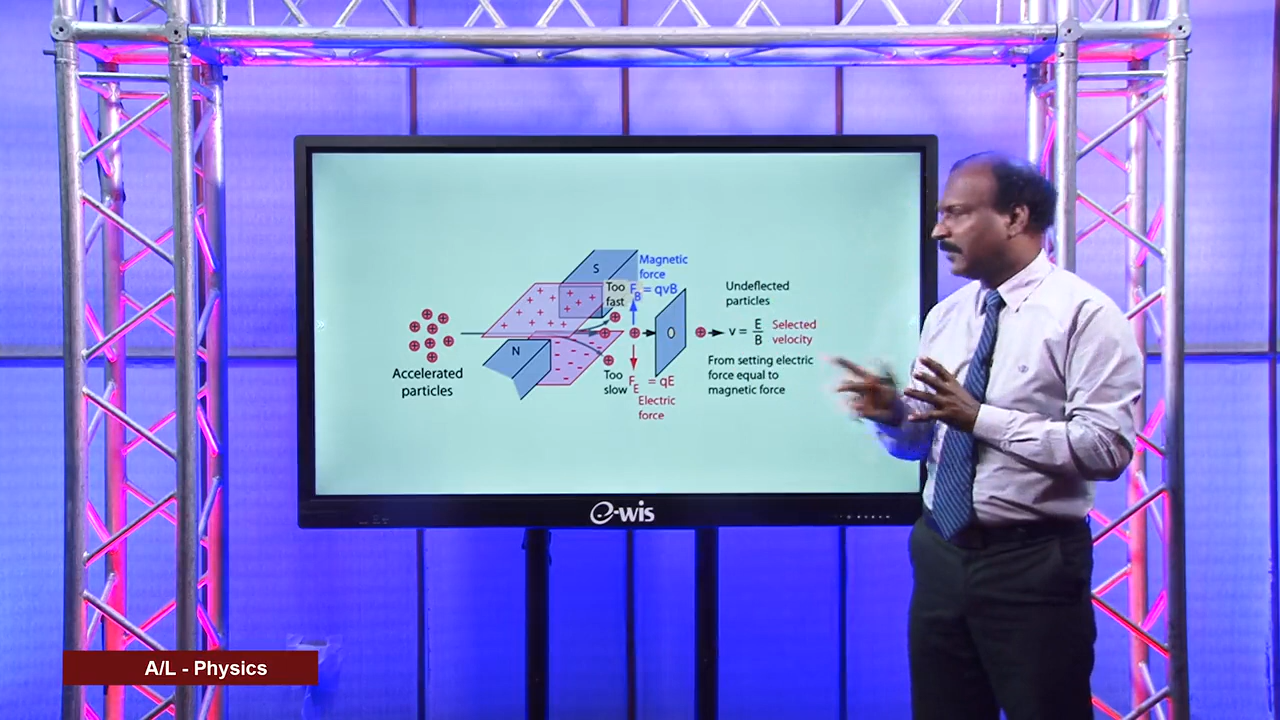 S
Magnetic
force
F_B = qvB
Too
fast
N
Accelerated
particles
Too
slow
F_E = qE
Electric
force
Undeflected
particles
v = E/B
Selected
velocity
From setting electric
force equal to
magnetic force
e-wis
A/L - Physics